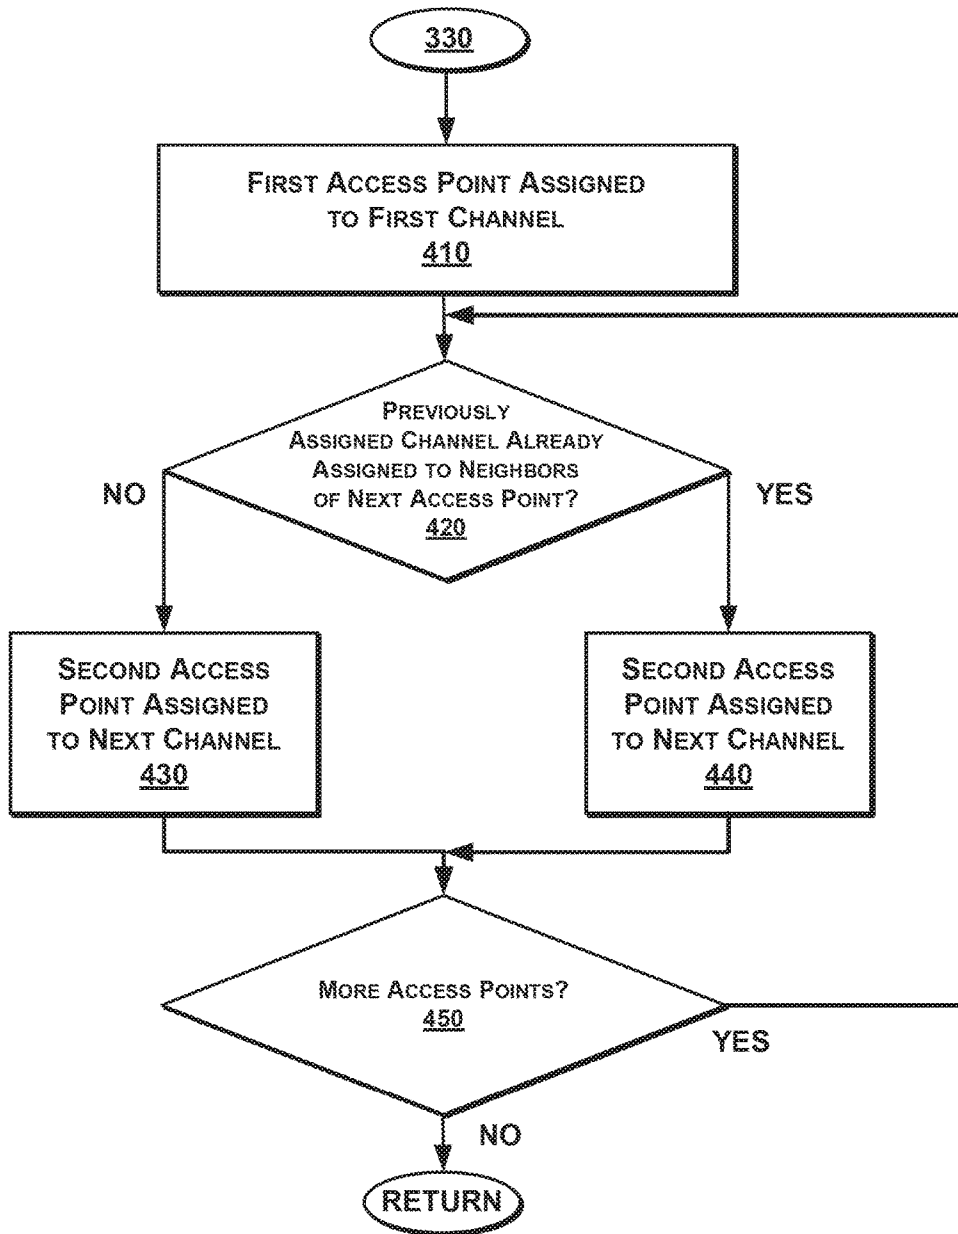 330
FIRST ACCESS POINT ASSIGNED
TO FIRST CHANNEL
410
PREVIOUSLY
ASSIGNED CHANNEL ALREADY
ASSIGNED TO NEIGHBORS
OF NEXT ACCESS POINT?
420
NO
YES
SECOND ACCESS
POINT ASSIGNED
TO NEXT CHANNEL
430
SECOND ACCESS
POINT ASSIGNED
TO NEXT CHANNEL
440
MORE ACCESS POINTS?
450
YES
NO
RETURN